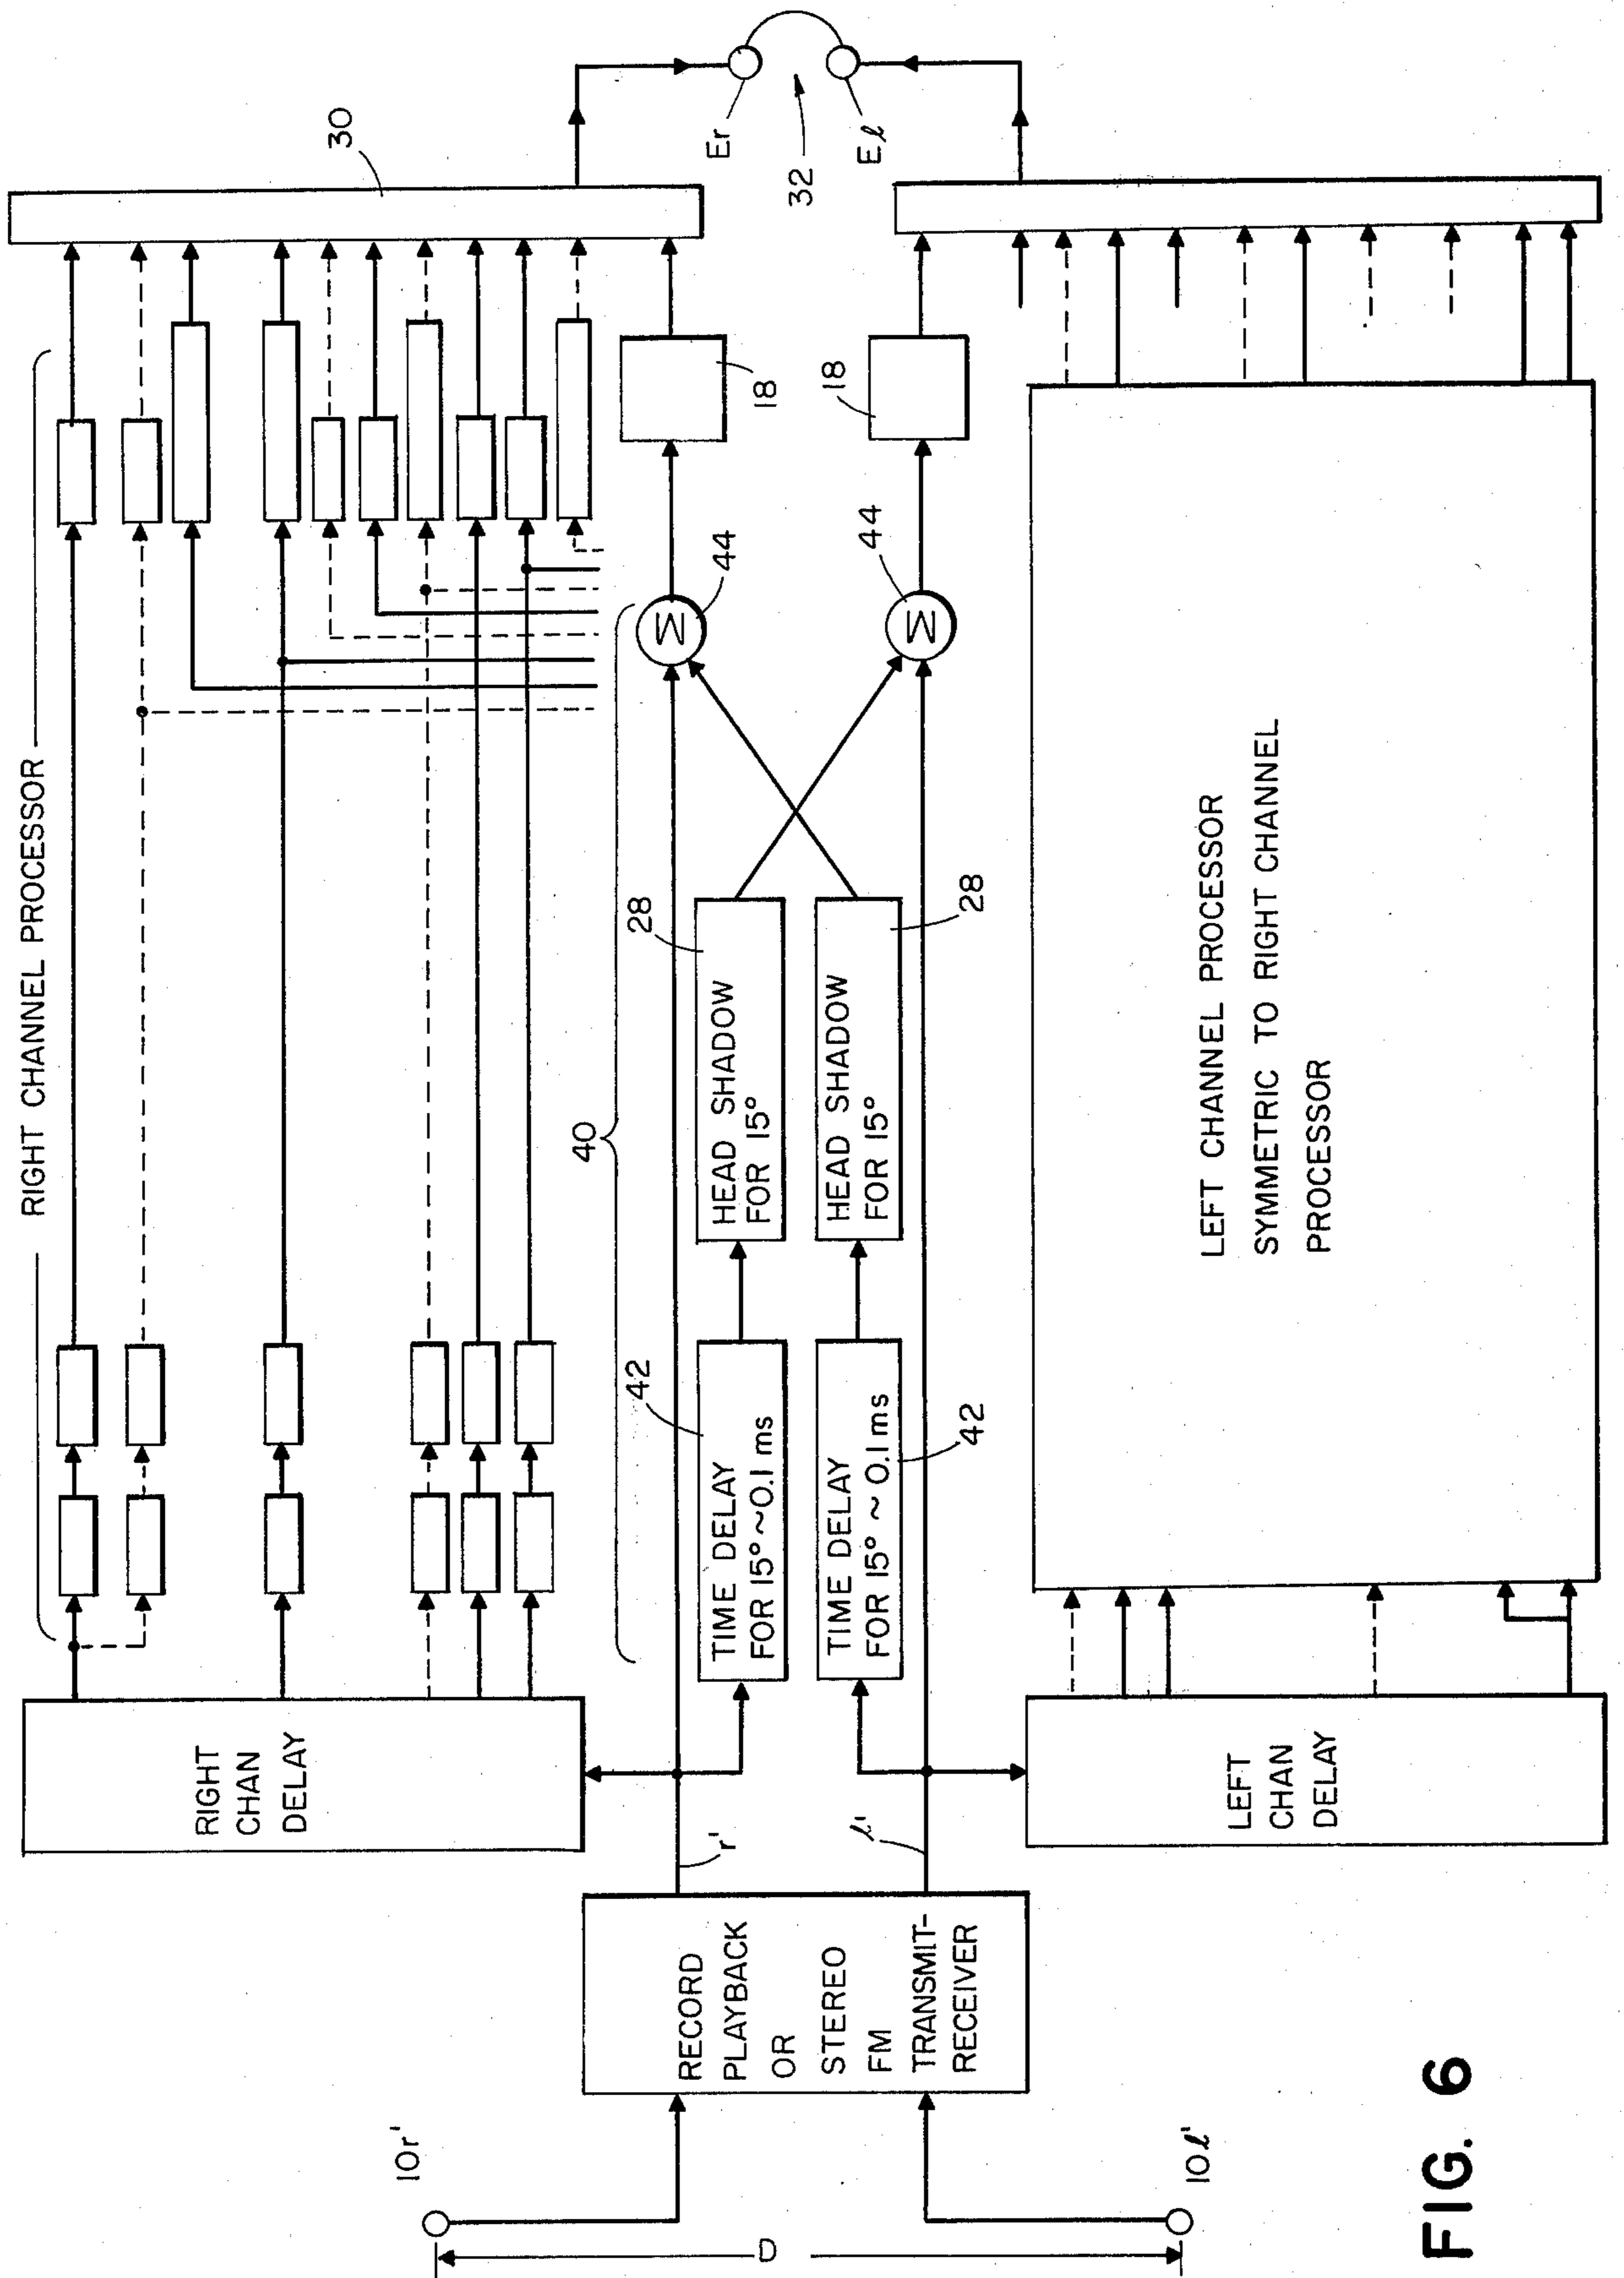 RIGHT CHANNEL PROCESSOR
30
Er
Eℓ
32
18
18
44
44
40
28
HEAD SHADOW
FOR 15°
HEAD SHADOW
FOR 15°
28
42
TIME DELAY
FOR 15° ~ 0.1 ms
TIME DELAY
FOR 15° ~ 0.1 ms
42
Σ
Σ
RIGHT
CHAN
DELAY
r'
ℓ'
LEFT
CHAN
DELAY
LEFT CHANNEL PROCESSOR
SYMMETRIC TO RIGHT CHANNEL
PROCESSOR
RECORD
PLAYBACK
OR
STEREO
FM
TRANSMIT-
RECEIVER
10r'
10ℓ'
D
FIG. 6